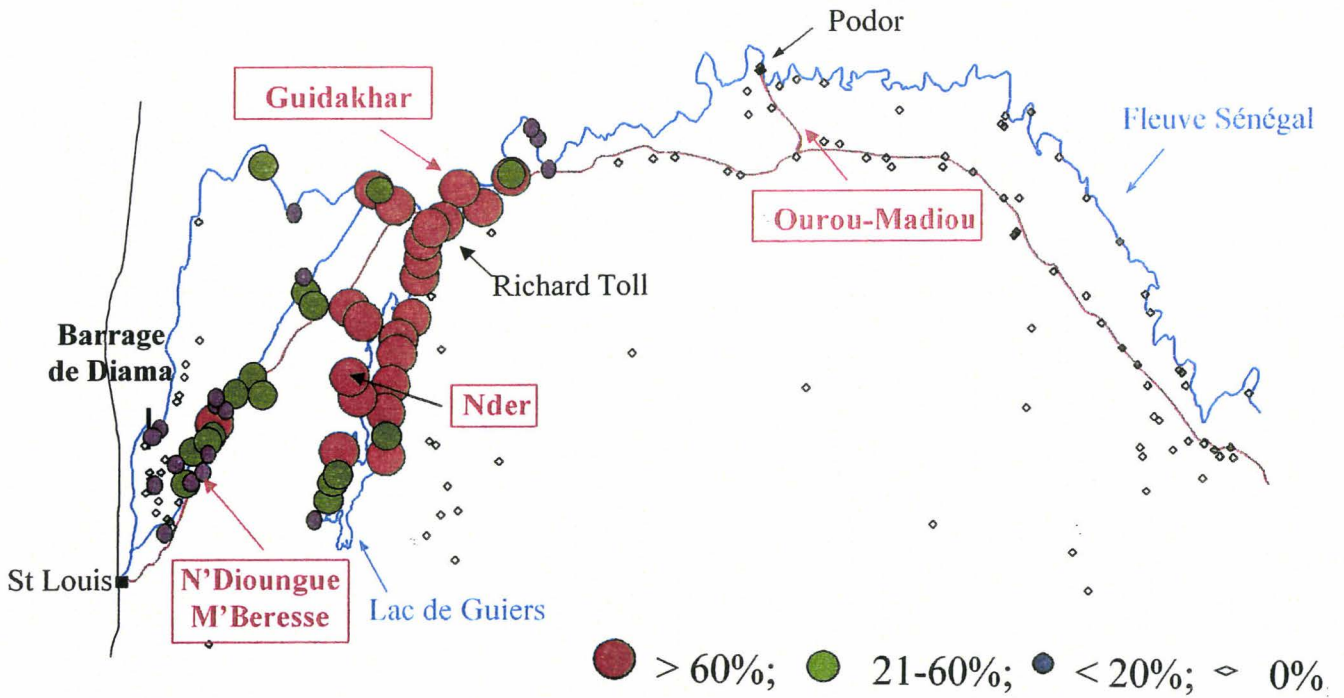 Podor
Guidakhar
Fleuve Sénégal
Ourou-Madiou
Richard Toll
Barrage
de Diama
Nder
St Louis
N'Dioungue
M'Beresse
Lac de Guiers
> 60%; 21-60%; < 20%; 0%